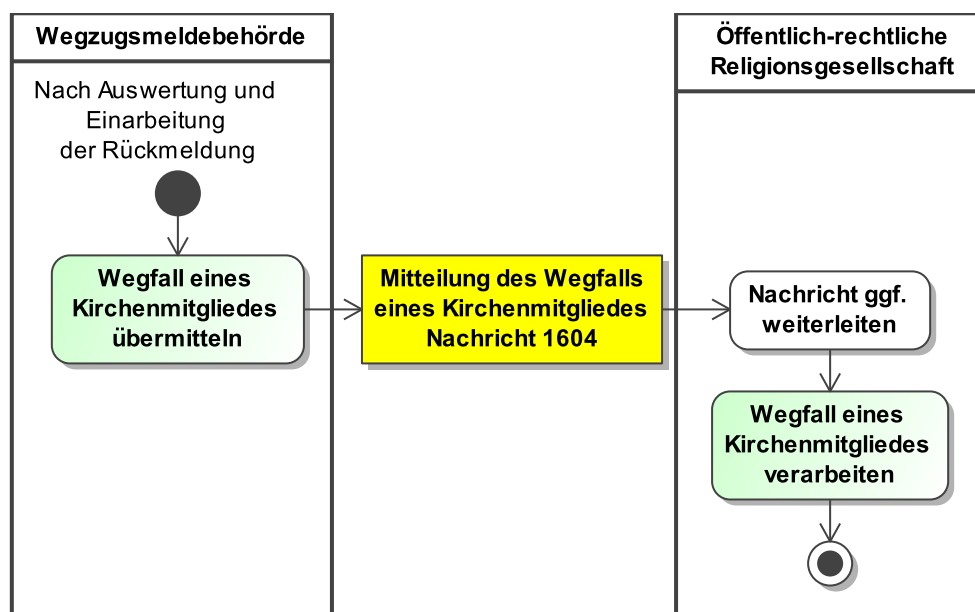 Wegzugsmeldebehörde
Nach Auswertung und
Einarbeitung
der Rückmeldung
Wegfall eines
Kirchenmitgliedes
übermitteln
Mitteilung des Wegfalls
eines Kirchenmitgliedes
Nachricht 1604
Öffentlich-rechtliche
Religionsgesellschaft
Nachricht ggf.
weiterleiten
Wegfall eines
Kirchenmitgliedes
verarbeiten